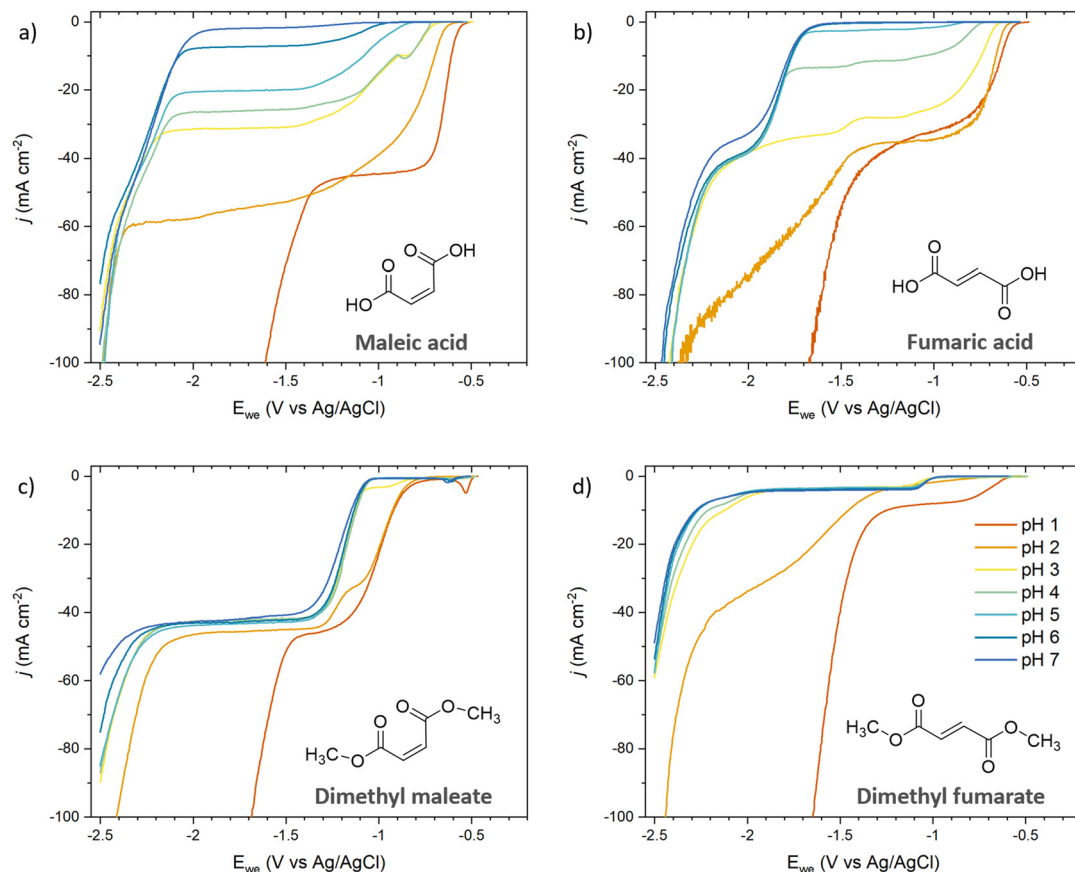 a)
0
-20
-40
-60
-80
-100
j (mA cm⁻²)
-2.5 -2 -1.5 -1 -0.5
E_we (V vs Ag/AgCl)
O OH
O
HO
Maleic acid
b)
0
-20
-40
-60
-80
-100
j (mA cm⁻²)
-2.5 -2 -1.5 -1 -0.5
E_we (V vs Ag/AgCl)
O
HO OH
O
Fumaric acid
c)
0
-20
-40
-60
-80
-100
j (mA cm⁻²)
-2.5 -2 -1.5 -1 -0.5
E_we (V vs Ag/AgCl)
O O CH₃
O
H₃C O
Dimethyl maleate
d)
0
-20
-40
-60
-80
-100
j (mA cm⁻²)
-2.5 -2 -1.5 -1 -0.5
E_we (V vs Ag/AgCl)
pH 1
pH 2
pH 3
pH 4
pH 5
pH 6
pH 7
O
H₃C O O CH₃
O
Dimethyl fumarate